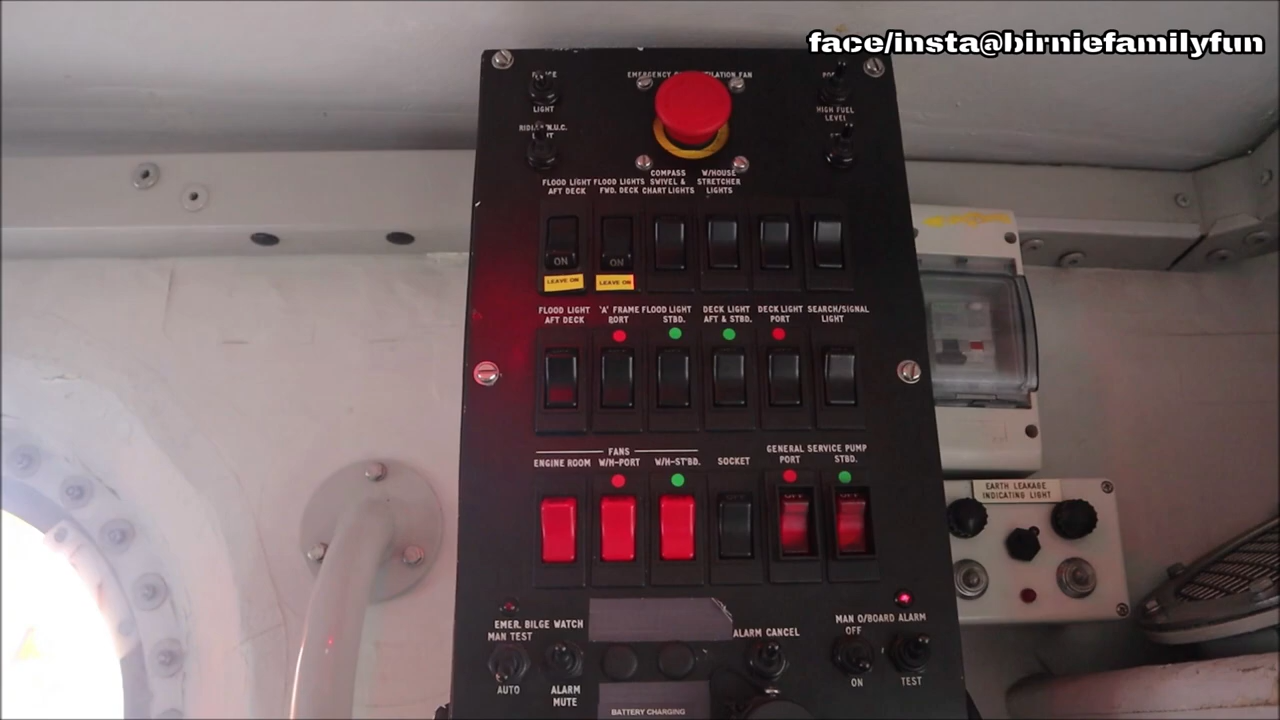 face/insta@birniefamilyfun
EMERGENCY
FAN
LIGHT
HIGH FUEL
LEVEL
FLOOD LIGHT
AFT DECK
FLOOD LIGHTS
FWD. DECK
COMPASS
SWIVEL &
CHART LIGHTS
W/HOUSE
STRETCHER
LIGHTS
ON
ON
LEAVE ON
LEAVE ON
FLOOD LIGHT
AFT DECK
'A' FRAME
PORT
FLOOD LIGHT
STBD.
DECK LIGHT
AFT & STBD.
DECK LIGHT
PORT
SEARCH/SIGNAL
LIGHT
FANS
GENERAL SERVICE PUMP
ENGINE ROOM
W/H-PORT
W/H-ST'BD.
SOCKET
PORT
STBD.
OFF
OFF
OFF
EARTH LEAKAGE
INDICATING LIGHT
EMER. BILGE WATCH
MAN TEST
AUTO
ALARM
MUTE
ALARM CANCEL
MAN O/BOARD ALARM
OFF
ON
TEST
BATTERY CHARGING